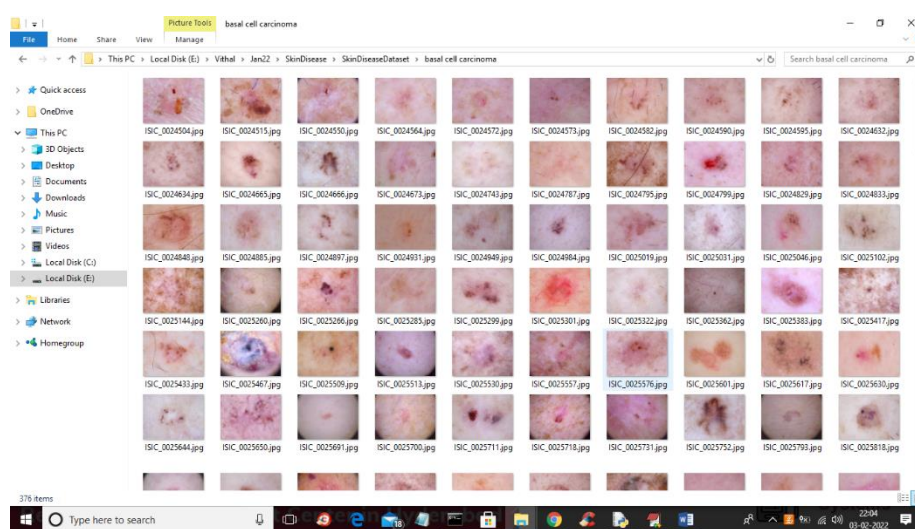 Picture Tools basal cell carcinoma
File Home Share View Manage
This PC › Local Disk (E:) › Vithal › Jan22 › SkinDisease › SkinDiseaseDataset › basal cell carcinoma
Search basal cell carcinoma
Quick access
OneDrive
This PC
3D Objects
Desktop
Documents
Downloads
Music
Pictures
Videos
Local Disk (C:)
Local Disk (E:)
Libraries
Network
Homegroup
ISIC_0024504.jpg ISIC_0024515.jpg ISIC_0024550.jpg ISIC_0024564.jpg ISIC_0024572.jpg ISIC_0024573.jpg ISIC_0024582.jpg ISIC_0024590.jpg ISIC_0024595.jpg ISIC_0024632.jpg
ISIC_0024634.jpg ISIC_0024665.jpg ISIC_0024666.jpg ISIC_0024673.jpg ISIC_0024743.jpg ISIC_0024787.jpg ISIC_0024795.jpg ISIC_0024799.jpg ISIC_0024829.jpg ISIC_0024833.jpg
ISIC_0024848.jpg ISIC_0024885.jpg ISIC_0024897.jpg ISIC_0024931.jpg ISIC_0024949.jpg ISIC_0024984.jpg ISIC_0025019.jpg ISIC_0025031.jpg ISIC_0025046.jpg ISIC_0025102.jpg
ISIC_0025144.jpg ISIC_0025260.jpg ISIC_0025266.jpg ISIC_0025285.jpg ISIC_0025299.jpg ISIC_0025301.jpg ISIC_0025322.jpg ISIC_0025362.jpg ISIC_0025383.jpg ISIC_0025417.jpg
ISIC_0025433.jpg ISIC_0025467.jpg ISIC_0025509.jpg ISIC_0025513.jpg ISIC_0025530.jpg ISIC_0025557.jpg ISIC_0025576.jpg ISIC_0025601.jpg ISIC_0025617.jpg ISIC_0025630.jpg
ISIC_0025644.jpg ISIC_0025650.jpg ISIC_0025691.jpg ISIC_0025700.jpg ISIC_0025711.jpg ISIC_0025718.jpg ISIC_0025731.jpg ISIC_0025752.jpg ISIC_0025793.jpg ISIC_0025818.jpg
376 items
Type here to search
18
22:04
03-02-2022